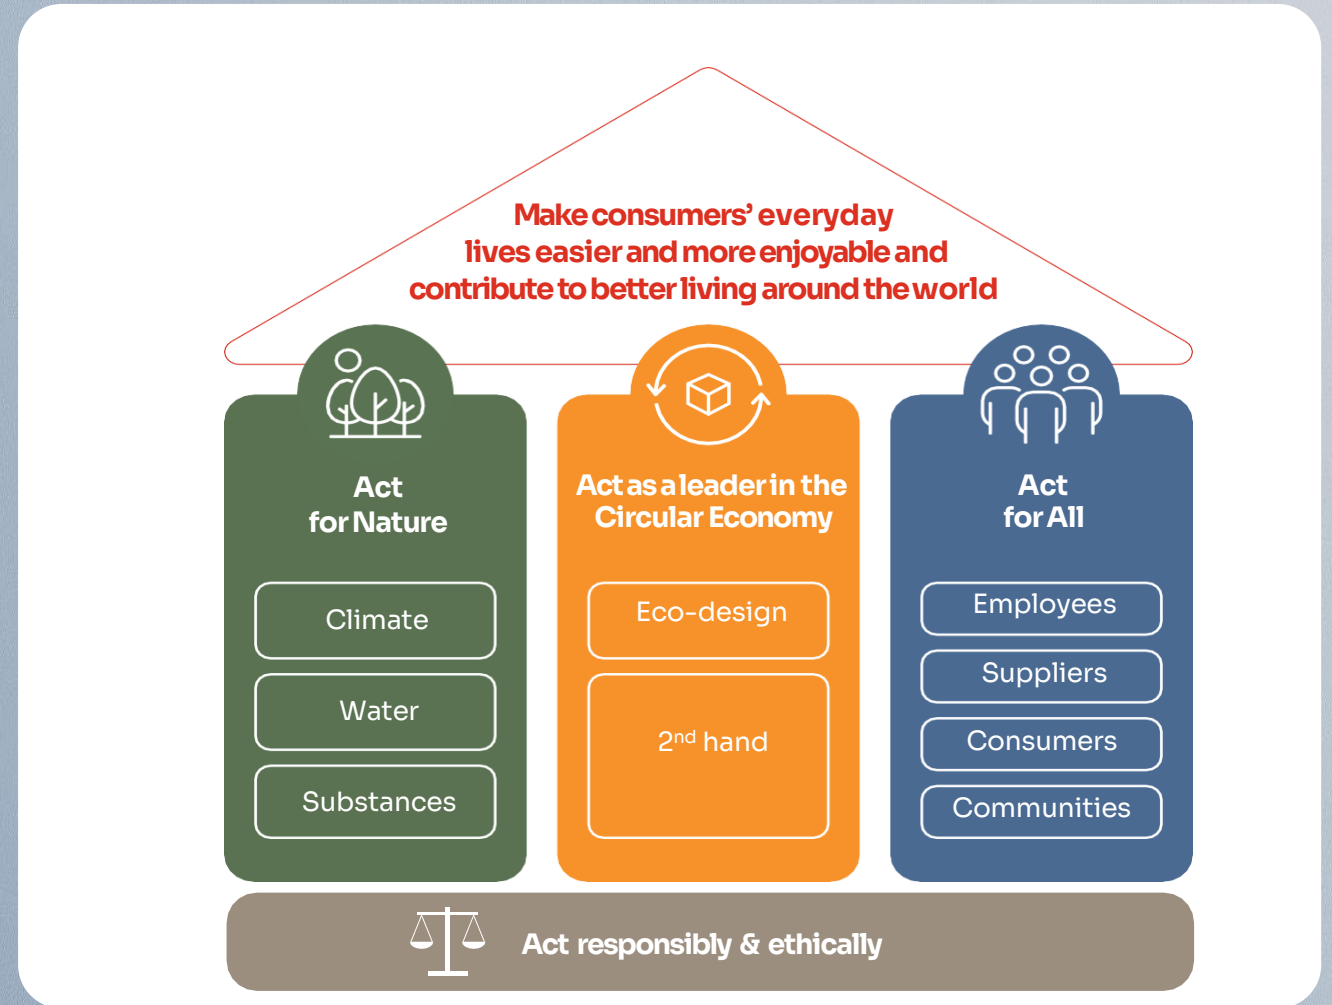 Make consumers’ everyday
lives easier and more enjoyable and
contribute to better living around the world
Act
for Nature
Climate
Water
Substances
Act as a leader in the
Circular Economy
Eco-design
2nd hand
Act
for All
Employees
Suppliers
Consumers
Communities
Act responsibly & ethically